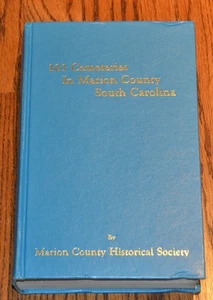 Cemeteries
In Marion County
South Carolina
By
Marion County Historical Society